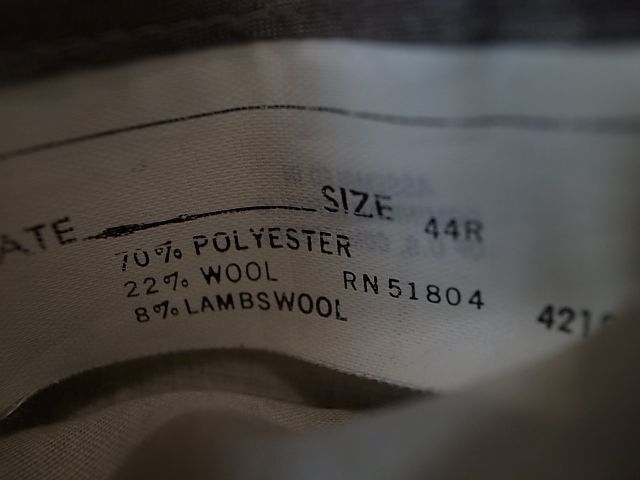 ATE SIZE 44R
70% POLYESTER
22% WOOL RN51804
8% LAMBSWOOL